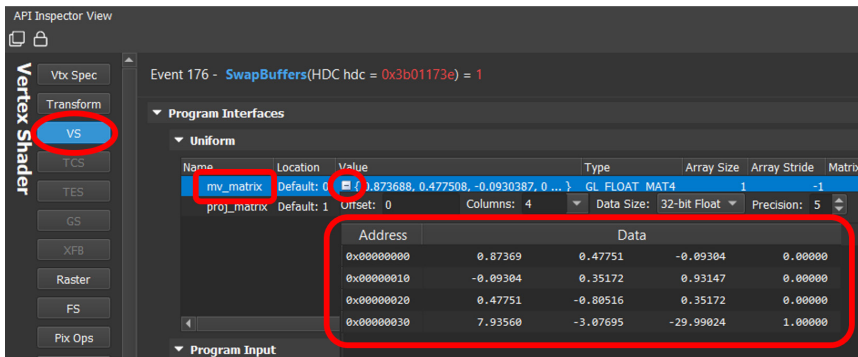 API Inspector View
Vertex Shader
Vtx Spec
Transform
VS
TCS
TES
GS
XFB
Raster
FS
Pix Ops
Event 176 - SwapBuffers(HDC hdc = 0x3b01173e) = 1
Program Interfaces
Uniform
Name Location Value Type Array Size Array Stride Matrix
mv_matrix Default: 0 { 0.873688, 0.477508, -0.0930387, 0 ... } GL_FLOAT_MAT4 1 -1
proj_matrix Default: 1 Offset: 0 Columns: 4 Data Size: 32-bit Float Precision: 5
Address Data
0x00000000 0.87369 0.47751 -0.09304 0.00000
0x00000010 -0.09304 0.35172 0.93147 0.00000
0x00000020 0.47751 -0.80516 0.35172 0.00000
0x00000030 7.93560 -3.07695 -29.99024 1.00000
Program Input